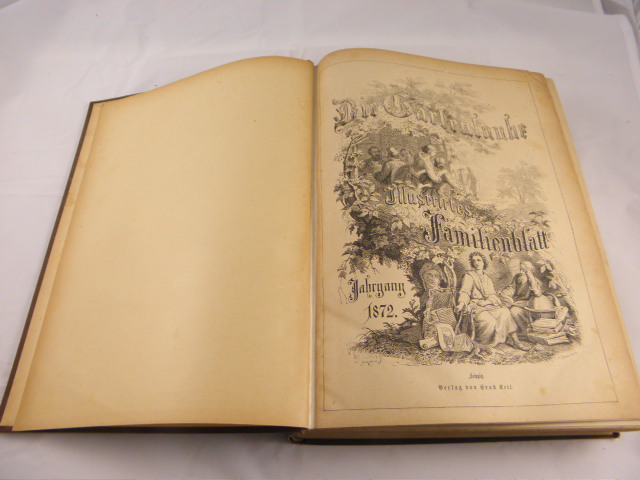 Die Gartenlaube
Illustrirtes
Familienblatt
Jahrgang
1872.
Leipzig
Verlag von Ernst Keil.